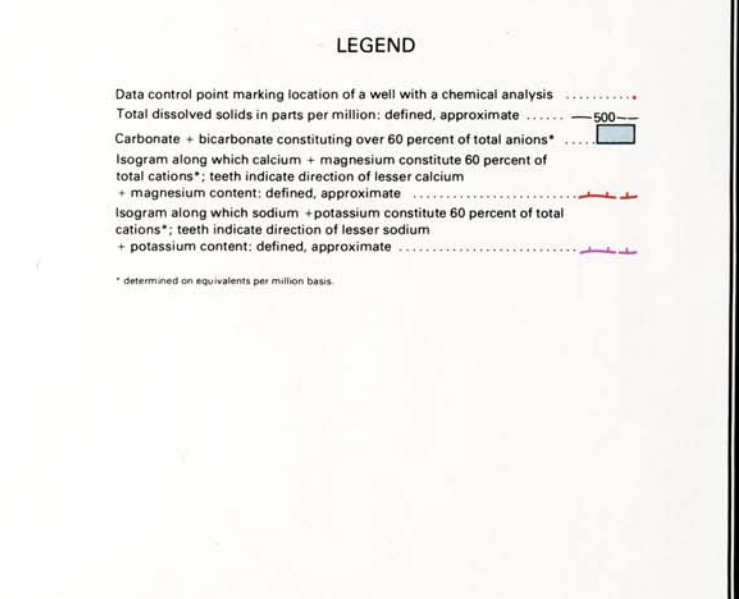 LEGEND
Data control point marking location of a well with a chemical analysis ..........
Total dissolved solids in parts per million: defined, approximate ...... —500——
Carbonate + bicarbonate constituting over 60 percent of total anions* .....
Isogram along which calcium + magnesium constitute 60 percent of
total cations*; teeth indicate direction of lesser calcium
+ magnesium content: defined, approximate ..........................
Isogram along which sodium +potassium constitute 60 percent of total
cations*; teeth indicate direction of lesser sodium
+ potassium content: defined, approximate ............................
* determined on equivalents per million basis.